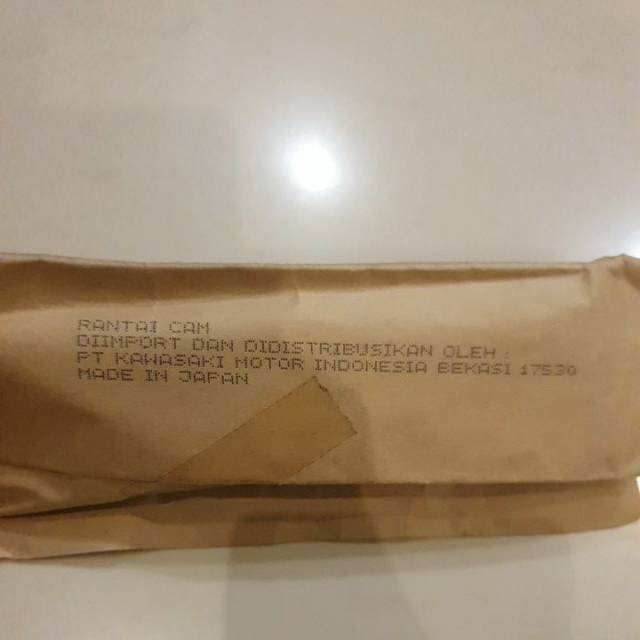 RANTAI CAM
DIIMPORT DAN DIDISTRIBUSIKAN OLEH :
PT KAWASAKI MOTOR INDONESIA BEKASI 17530
MADE IN JAPAN